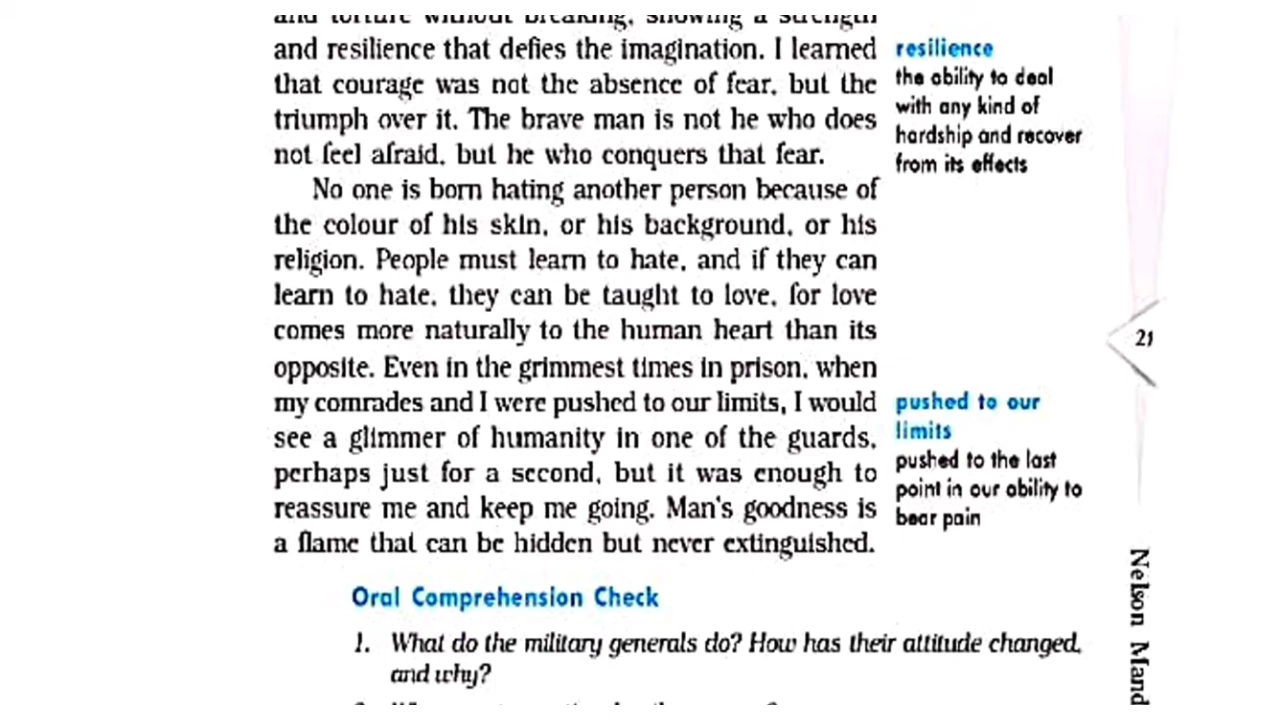 and torture without breaking, showing a strength
and resilience that defies the imagination. I learned
that courage was not the absence of fear, but the
triumph over it. The brave man is not he who does
not feel afraid, but he who conquers that fear.
No one is born hating another person because of
the colour of his skin, or his background, or his
religion. People must learn to hate, and if they can
learn to hate, they can be taught to love, for love
comes more naturally to the human heart than its
opposite. Even in the grimmest times in prison, when
my comrades and I were pushed to our limits, I would
see a glimmer of humanity in one of the guards,
perhaps just for a second, but it was enough to
reassure me and keep me going. Man's goodness is
a flame that can be hidden but never extinguished.
resilience
the ability to deal
with any kind of
hardship and recover
from its effects
pushed to our
limits
pushed to the last
point in our ability to
bear pain
21
Nelson Mand
Oral Comprehension Check
1. What do the military generals do? How has their attitude changed,
and why?